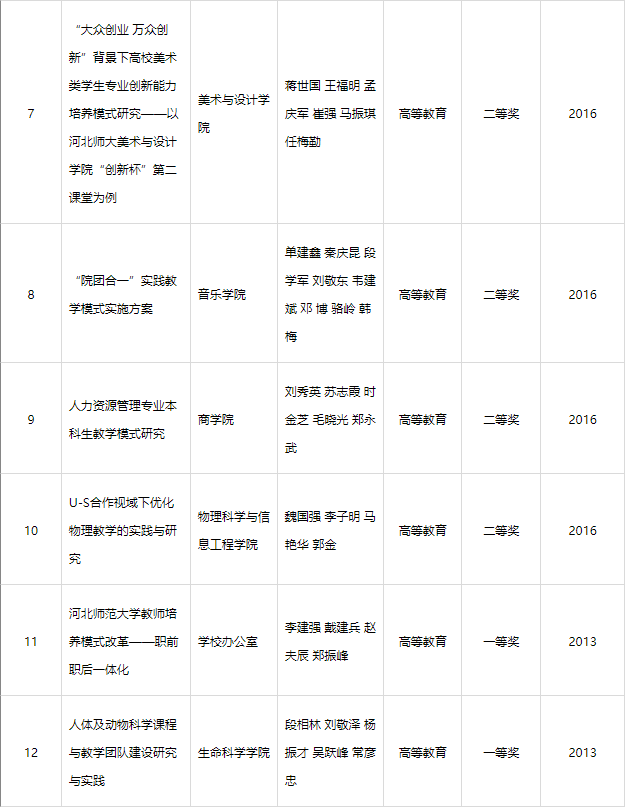 7
“大众创业 万众创
新”背景下高校美术
类学生专业创新能力
培养模式研究——以
河北师大美术与设计
学院“创新杯”第二
课堂为例
美术与设计学
院
蒋世国 王福明 孟
庆军 崔强 马振琪
任梅勤
高等教育
二等奖
2016
8
“院团合一”实践教
学模式实施方案
音乐学院
单建鑫 秦庆昆 段
学军 刘敬东 韦建
斌 邓 博 骆岭 韩
梅
高等教育
二等奖
2016
9
人力资源管理专业本
科生教学模式研究
商学院
刘秀英 苏志霞 时
金芝 毛晓光 郑永
武
高等教育
二等奖
2016
10
U-S合作视域下优化
物理教学的实践与研
究
物理科学与信
息工程学院
魏国强 李子明 马
艳华 郭金
高等教育
二等奖
2016
11
河北师范大学教师培
养模式改革——职前
职后一体化
学校办公室
李建强 戴建兵 赵
夫辰 郑振峰
高等教育
一等奖
2013
12
人体及动物科学课程
与教学团队建设研究
与实践
生命科学学院
段相林 刘敬泽 杨
振才 吴跃峰 常彦
忠
高等教育
一等奖
2013